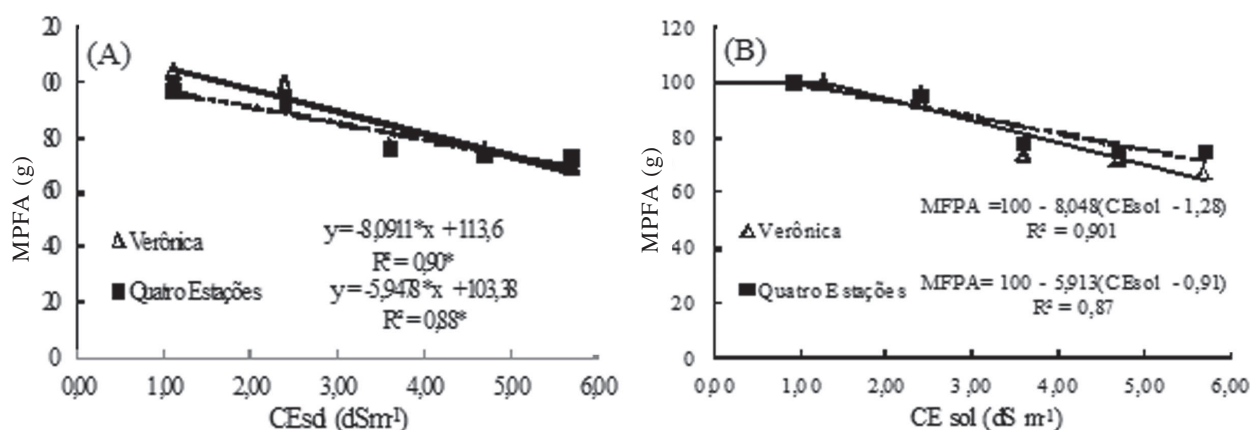 (A)
20
00
80
60
40
20
0
MPFA (g)
Verônica
y=-8,0911*x +113,6
R² = 0,90*
Quatro Estações
y=-5,9478*x +103,38
R² = 0,88*
0,00 1,00 2,00 3,00 4,00 5,00 6,00
CEsol (dSm-1)
(B)
120
100
80
60
40
20
0
MPFA (g)
MFPA =100 - 8,048(CEsol - 1,28)
R² = 0,901
Verônica
MFPA= 100 - 5,913(CEsol - 0,91)
R² = 0,87
Quatro Estações
0,00 1,00 2,00 3,00 4,00 5,00 6,00
CE sol (dS m-1)